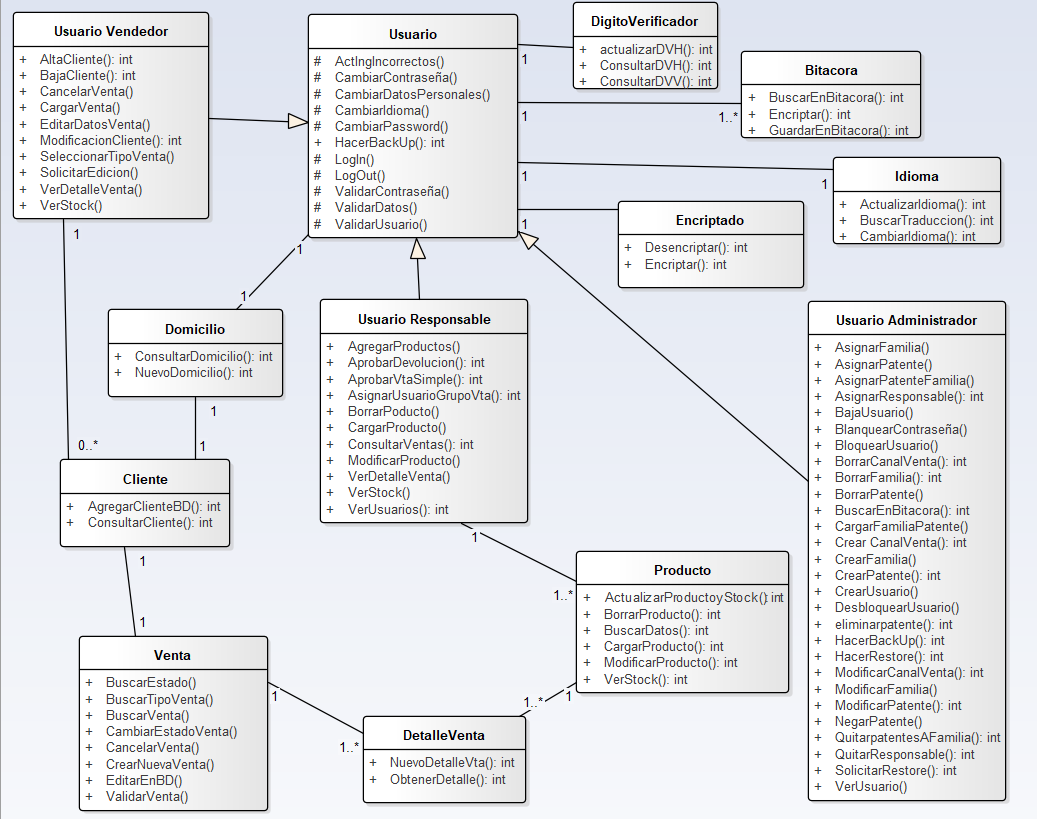 Usuario Vendedor
+ AltaCliente(): int
+ BajaCliente(): int
+ CancelarVenta()
+ CargarVenta()
+ EditarDatosVenta()
+ ModificacionCliente(): int
+ SeleccionarTipoVenta()
+ SolicitarEdicion()
+ VerDetalleVenta()
+ VerStock()
Usuario
# ActIngIncorrectos()
# CambiarContraseña()
# CambiarDatosPersonales()
# CambiarIdioma()
# CambiarPassword()
+ HacerBackUp(): int
# LogIn()
# LogOut()
# ValidarContraseña()
# ValidarDatos()
# ValidarUsuario()
DigitoVerificador
+ actualizarDVH(): int
+ ConsultarDVH(): int
+ ConsultarDVV(): int
1
Bitacora
+ BuscarEnBitacora(): int
+ Encriptar(): int
+ GuardarEnBitacora(): int
1
1..*
Idioma
+ ActualizarIdioma(): int
+ BuscarTraduccion(): int
+ CambiarIdioma(): int
1
1
Encriptado
+ Desencriptar(): int
+ Encriptar(): int
1
1
1
1
Domicilio
+ ConsultarDomicilio(): int
+ NuevoDomicilio(): int
1
1
0..*
Cliente
+ AgregarClienteBD(): int
+ ConsultarCliente(): int
1
1
Usuario Responsable
+ AgregarProductos()
+ AprobarDevolucion(): int
+ AprobarVtaSimple(): int
+ AsignarUsuarioGrupoVta(): int
+ BorrarPoducto()
+ CargarProducto()
+ ConsultarVentas(): int
+ ModificarProducto()
+ VerDetalleVenta()
+ VerStock()
+ VerUsuarios(): int
1
1..*
Usuario Administrador
+ AsignarFamilia()
+ AsignarPatente()
+ AsignarPatenteFamilia()
+ AsignarResponsable(): int
+ BajaUsuario()
+ BlanquearContraseña()
+ BloquearUsuario()
+ BorrarCanalVenta(): int
+ BorrarFamilia(): int
+ BorrarPatente()
+ BuscarEnBitacora(): int
+ CargarFamiliaPatente()
+ Crear CanalVenta(): int
+ CrearFamilia()
+ CrearPatente(): int
+ CrearUsuario()
+ DesbloquearUsuario()
+ eliminarpatente(): int
+ HacerBackUp(): int
+ HacerRestore(): int
+ ModificarCanalVenta(): int
+ ModificarFamilia()
+ ModificarPatente(): int
+ NegarPatente()
+ QuitarpatentesAFamilia(): int
+ QuitarResponsable(): int
+ SolicitarRestore(): int
+ VerUsuario()
Producto
+ ActualizarProductoyStock(): int
+ BorrarProducto(): int
+ BuscarDatos(): int
+ CargarProducto(): int
+ ModificarProducto(): int
+ VerStock(): int
1
1..*
Venta
+ BuscarEstado()
+ BuscarTipoVenta()
+ BuscarVenta()
+ CambiarEstadoVenta()
+ CancelarVenta()
+ CrearNuevaVenta()
+ EditarEnBD()
+ ValidarVenta()
1
1..*
DetalleVenta
+ NuevoDetalleVta(): int
+ ObtenerDetalle(): int